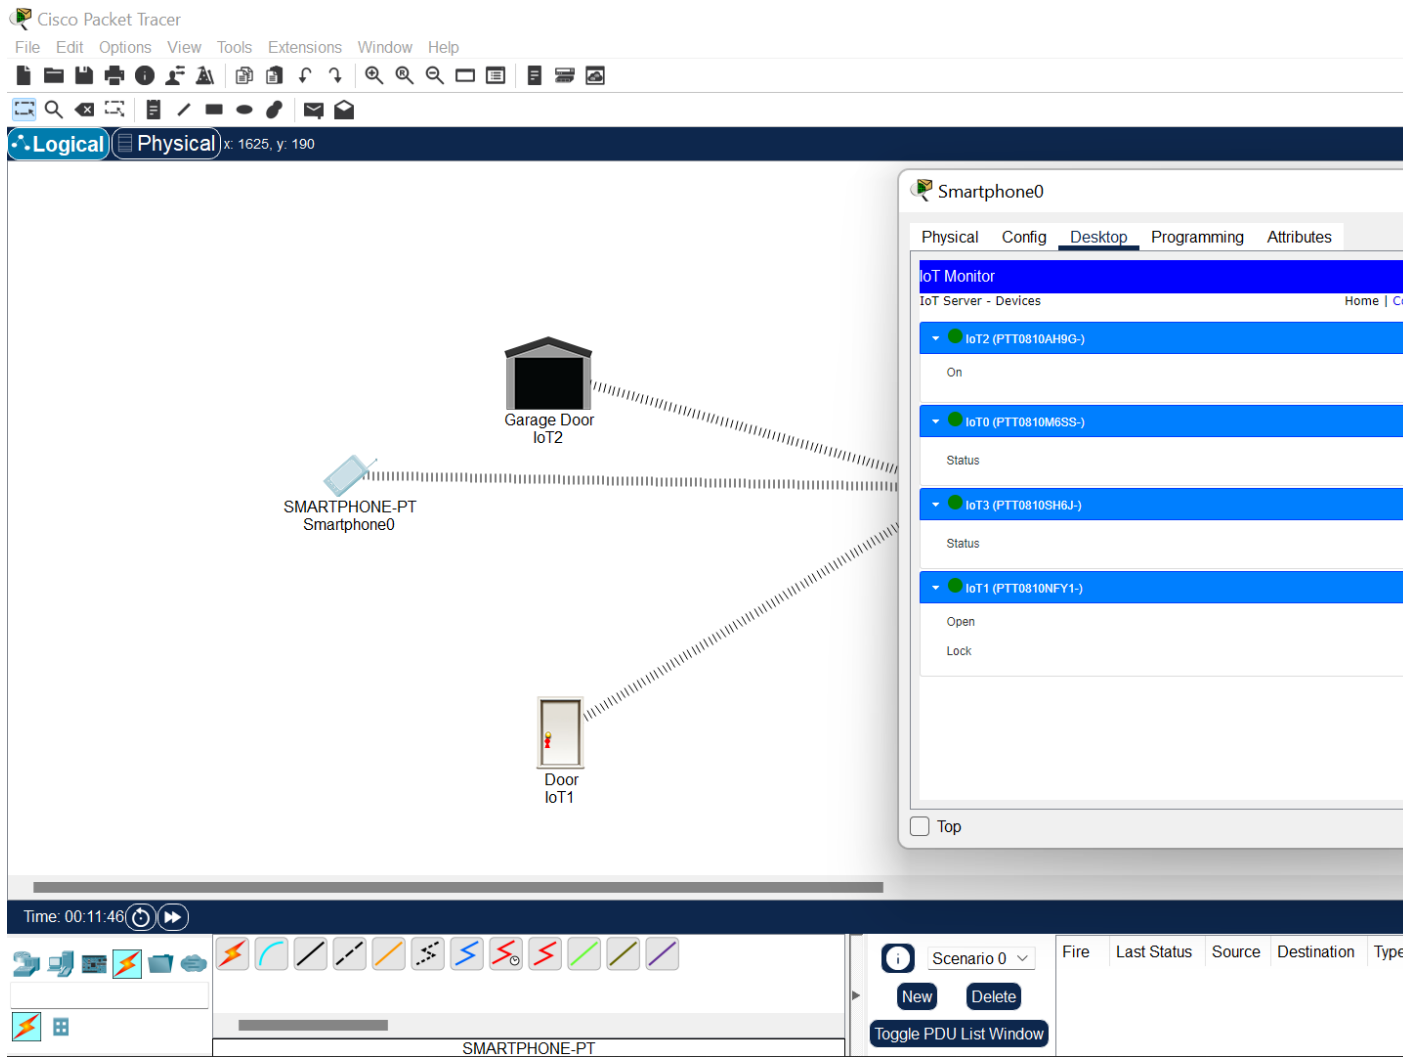 Cisco Packet Tracer
File Edit Options View Tools Extensions Window Help
Logical Physical x: 1625, y: 190
Smartphone0
Physical Config Desktop Programming Attributes
IoT Monitor
IoT Server - Devices Home | Co
IoT2 (PTT0810AH9G-)
On
IoT0 (PTT0810M6SS-)
Status
IoT3 (PTT0810SH6J-)
Status
IoT1 (PTT0810NFY1-)
Open
Lock
Top
Garage Door
IoT2
SMARTPHONE-PT
Smartphone0
Door
IoT1
Time: 00:11:46
Scenario 0
New Delete
Toggle PDU List Window
Fire Last Status Source Destination Type
SMARTPHONE-PT